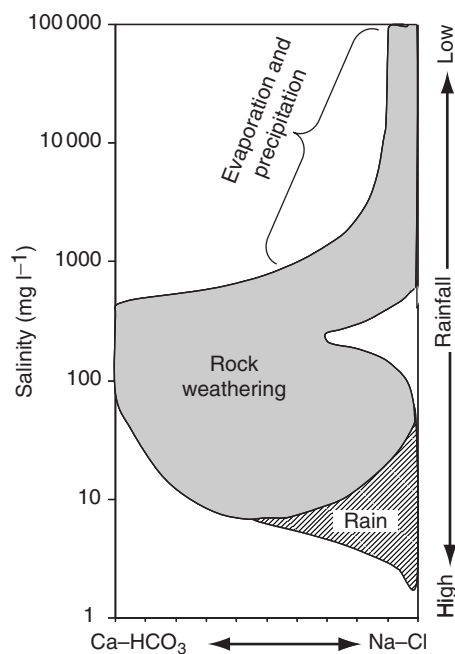 100 000
10 000
1000
100
10
1
Salinity (mg l⁻¹)
Evaporation and
precipitation
Rock
weathering
Rain
Low
Rainfall
High
Ca–HCO₃
Na–Cl